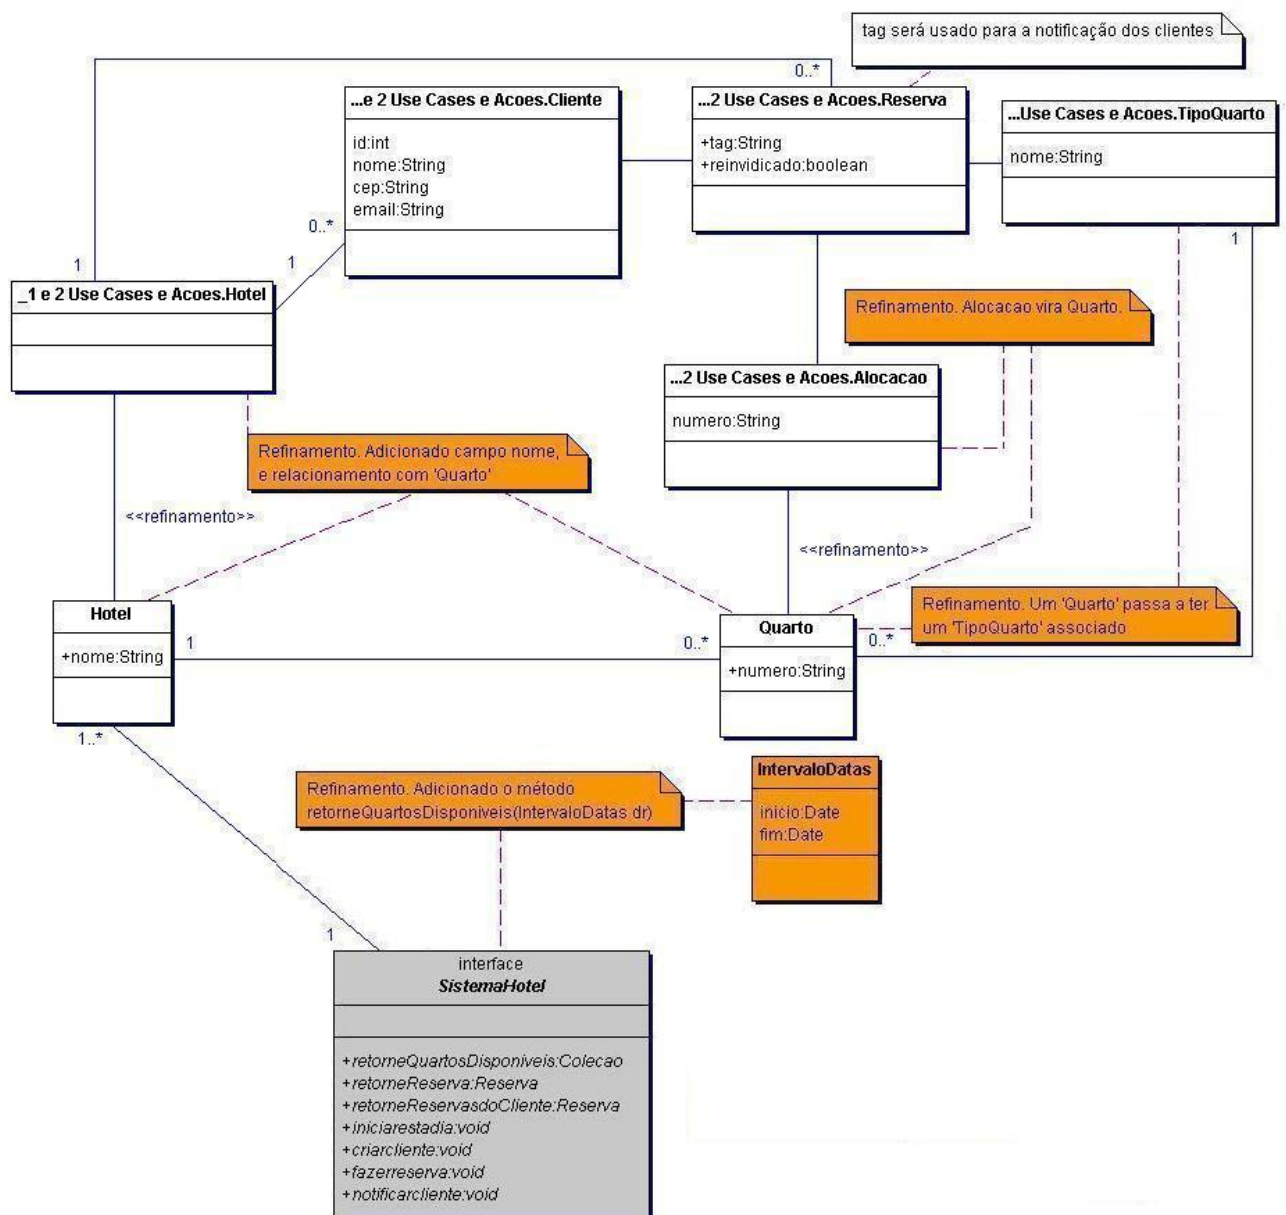 tag será usado para a notificação dos clientes
0..*
...e 2 Use Cases e Acoes.Cliente
id:int
nome:String
cep:String
email:String
...2 Use Cases e Acoes.Reserva
+tag:String
+reinvidicado:boolean
...Use Cases e Acoes.TipoQuarto
nome:String
0..*
1
1
1
_1 e 2 Use Cases e Acoes.Hotel
Refinamento. Alocacao vira Quarto.
...2 Use Cases e Acoes.Alocacao
numero:String
Refinamento. Adicionado campo nome,
e relacionamento com 'Quarto'
<<refinamento>>
<<refinamento>>
Hotel
+nome:String
1
0..*
Quarto
+numero:String
0..*
Refinamento. Um 'Quarto' passa a ter
um 'TipoQuarto' associado
1..*
Refinamento. Adicionado o método
retorneQuartosDisponiveis(IntervaloDatas dr)
IntervaloDatas
inicio:Date
fim:Date
1
interface
SistemaHotel
+retorneQuartosDisponiveis:Colecao
+retorneReserva:Reserva
+retorneReservasdoCliente:Reserva
+iniciarestadia:void
+criarcliente:void
+fazerreserva:void
+notificarcliente:void